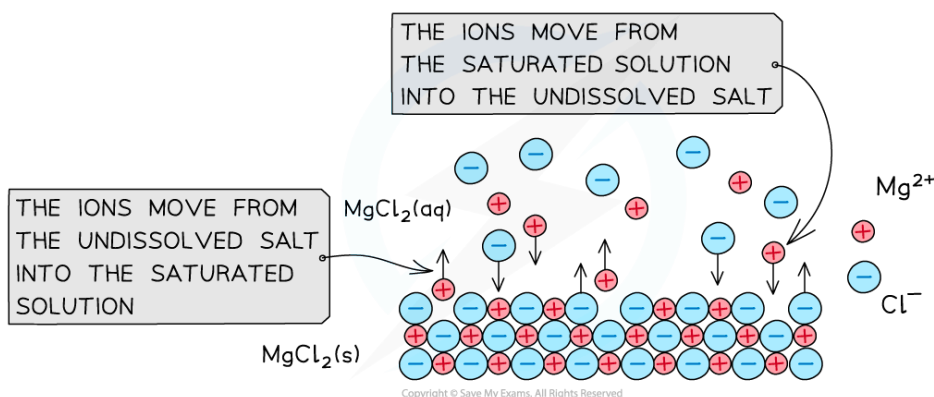 THE IONS MOVE FROM
THE SATURATED SOLUTION
INTO THE UNDISSOLVED SALT
THE IONS MOVE FROM
THE UNDISSOLVED SALT
INTO THE SATURATED
SOLUTION
MgCl₂(aq)
Mg²⁺
Cl⁻
MgCl₂(s)
Copyright © Save My Exams. All Rights Reserved